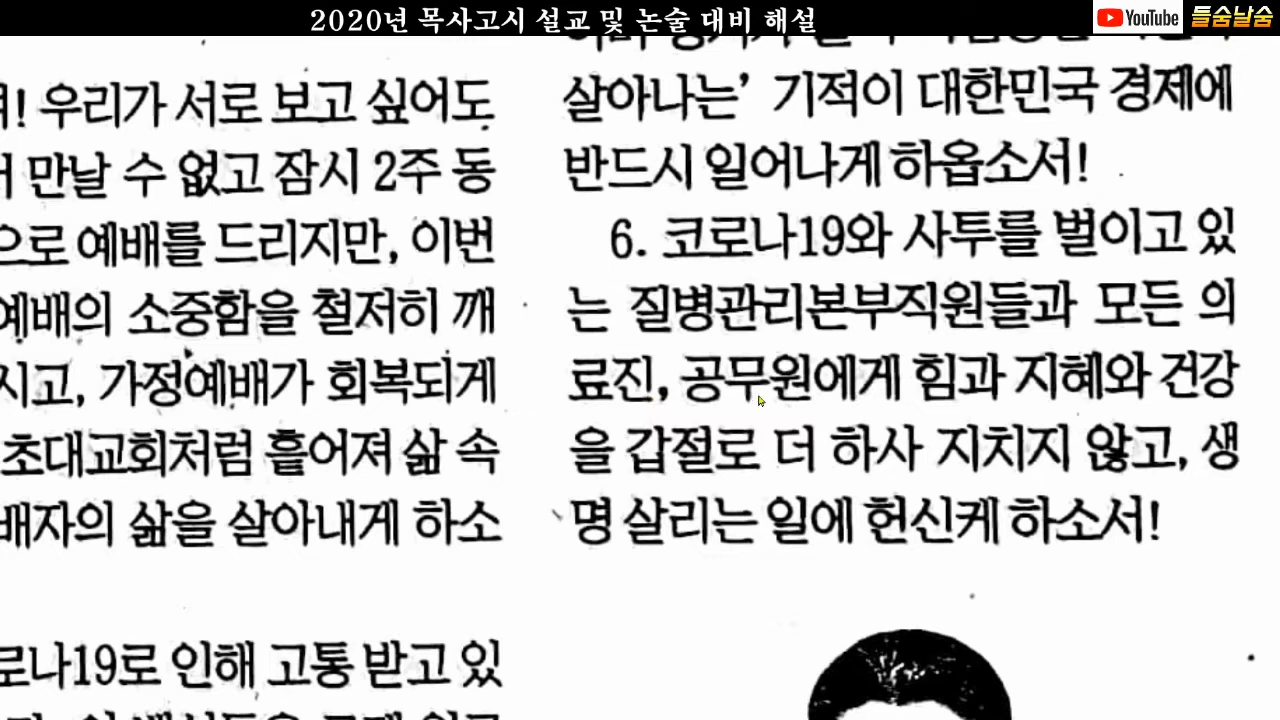 2020년 목사고시 설교 및 논술 대비 해설
YouTube 들숨날숨
우리가 서로 보고 싶어도
만날 수 없고 잠시 2주 동
으로 예배를 드리지만, 이번
예배의 소중함을 철저히 깨
시고, 가정예배가 회복되게
초대교회처럼 흩어져 삶 속
배자의 삶을 살아내게 하소
로나19로 인해 고통 받고 있
살아나는’ 기적이 대한민국 경제에
반드시 일어나게 하옵소서!
6. 코로나19와 사투를 벌이고 있
는 질병관리본부직원들과 모든 의
료진, 공무원에게 힘과 지혜와 건강
을 갑절로 더 하사 지치지 않고, 생
명 살리는 일에 헌신케 하소서!